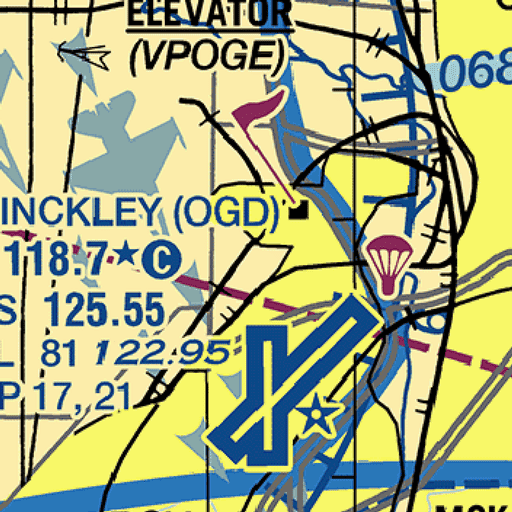 ELEVATOR
(VPOGE)
068
INCKLEY (OGD)
118.7★ C
S 125.55
L 81 122.95
P 17, 21